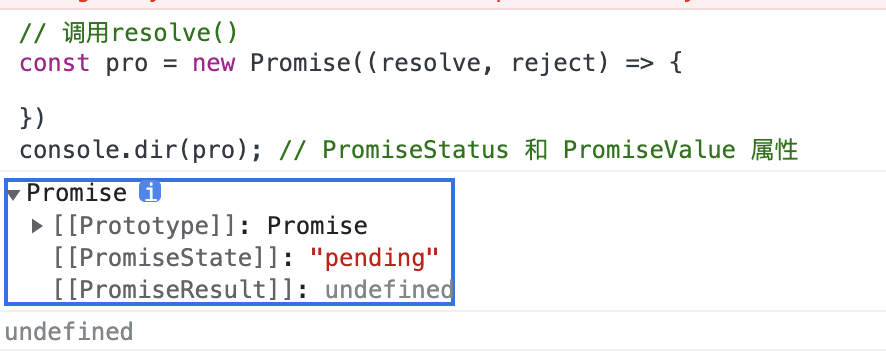 // 调用resolve()
const pro = new Promise((resolve, reject) => {
})
console.dir(pro); // PromiseStatus 和 PromiseValue 属性
▼Promise i
▶[[Prototype]]: Promise
[[PromiseState]]: "pending"
[[PromiseResult]]: undefined
undefined